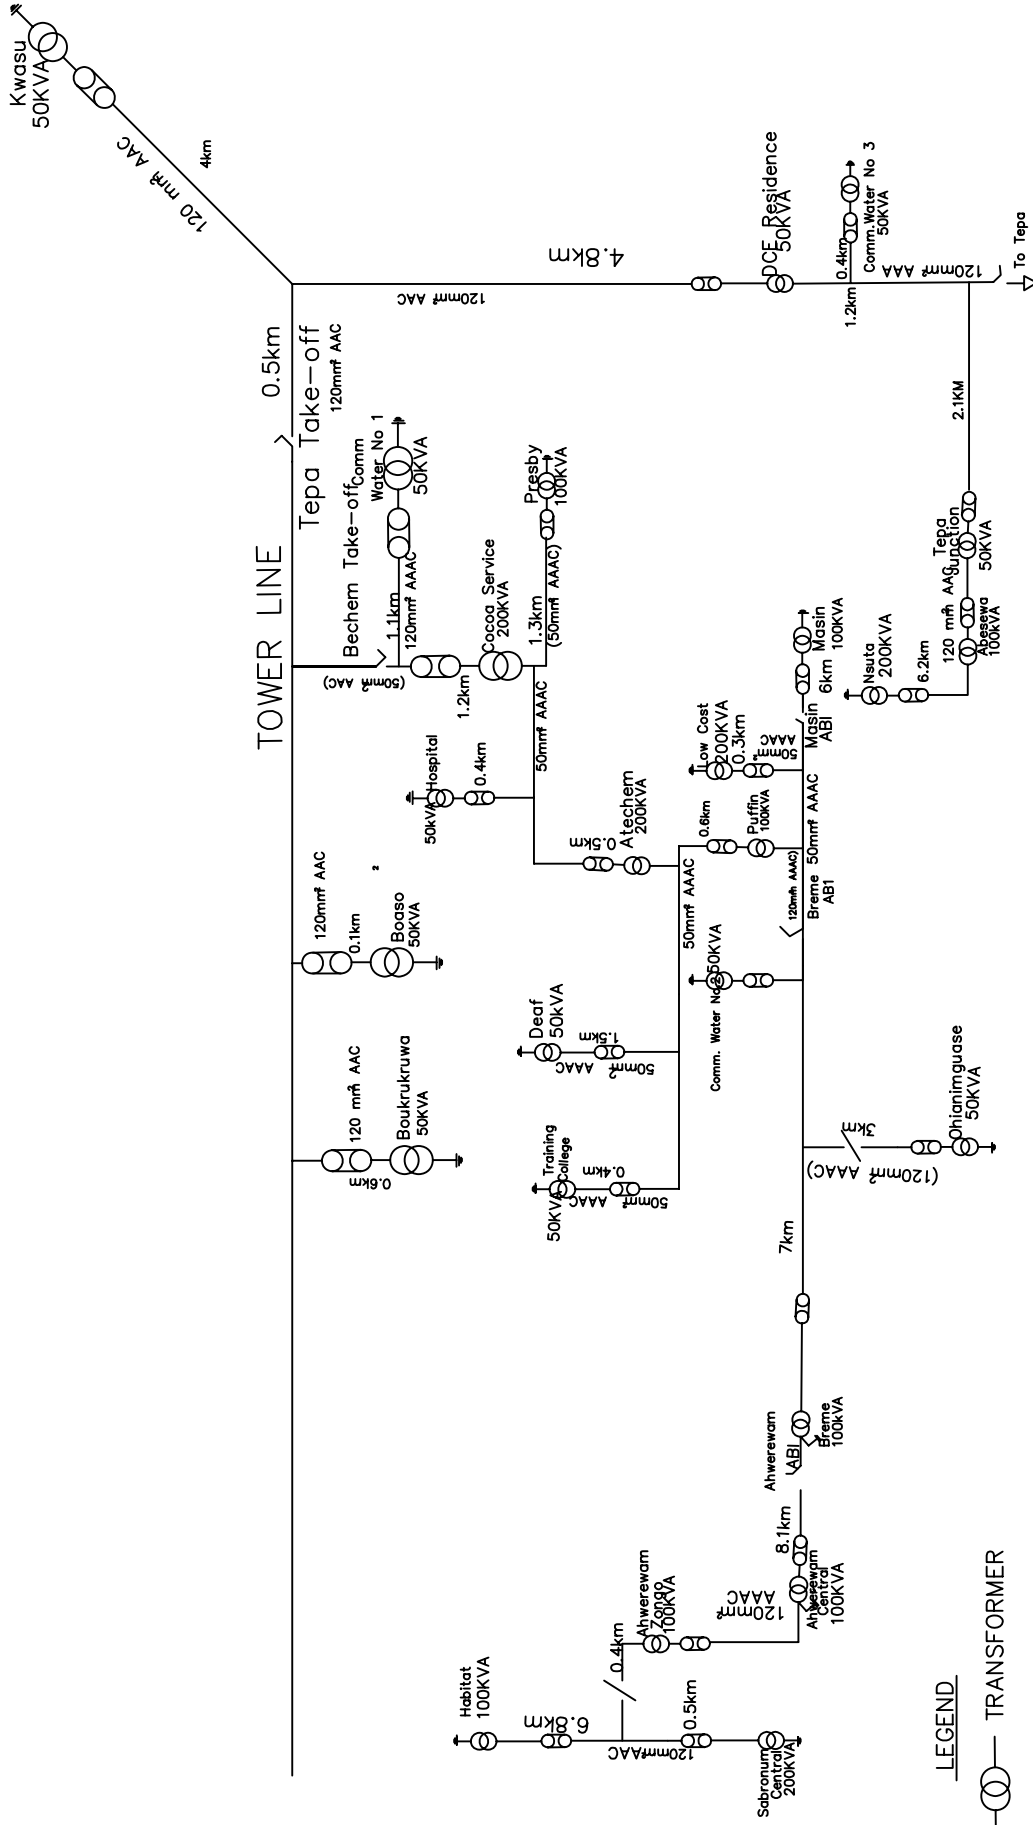 Kwasu
50KVA
120 mm² AAC
4km
4.8km
120mm² AAC
DCE Residence
50KVA
0.4km
Comm.Water No 3
50KVA
1.2km
120mm² AAA
To Tepa
0.5km
Tepa Take-off
120mm² AAC
TOWER LINE
Bechem Take-off
Comm
Water No 1
50KVA
1.1km
120mm² AAAC
(50mm² AAC)
1.2km
Cocoa Service
200KVA
Presby
100KVA
1.3km
(50mm² AAAC)
50mm² AAAC
Hospital
50kVA
0.4km
0.5km
Atechem
200KVA
50mm² AAAC
2.1KM
Tepa
Junction
50KVA
120 m² AAC
Abesewa
100kVA
6.2km
Nsuta
200KVA
Masin
100KVA
6km
Masin
ABI
Low Cost
200KVA
0.3km
50mm²
AAAC
0.6km
Puffin
100KVA
50mm² AAAC
(120mm AAAC)
Breme
AB1
120mm² AAC
0.1km
Boaso
50KVA
2
120 m² AAC
Boukrukruwa
50KVA
0.6km
Deaf
50kVA
1.5km
50mm²
AAAC
Training
College
50KVA
0.4km
50mm²
AAAC
Comm. Water No.2
50KVA
Ohianimguase
50KVA
3km
(120mm² AAAC)
7km
Ahwerewam
ABI
Breme
100kVA
8.1km
Ahwerewam
Central
100KVA
120mm²
AAAC
Ahwerewam
Zongo
100KVA
0.4km
Habitat
100KVA
6.8km
120mm²AAAC
0.5km
Sabronum
Central
200KVA
LEGEND
TRANSFORMER